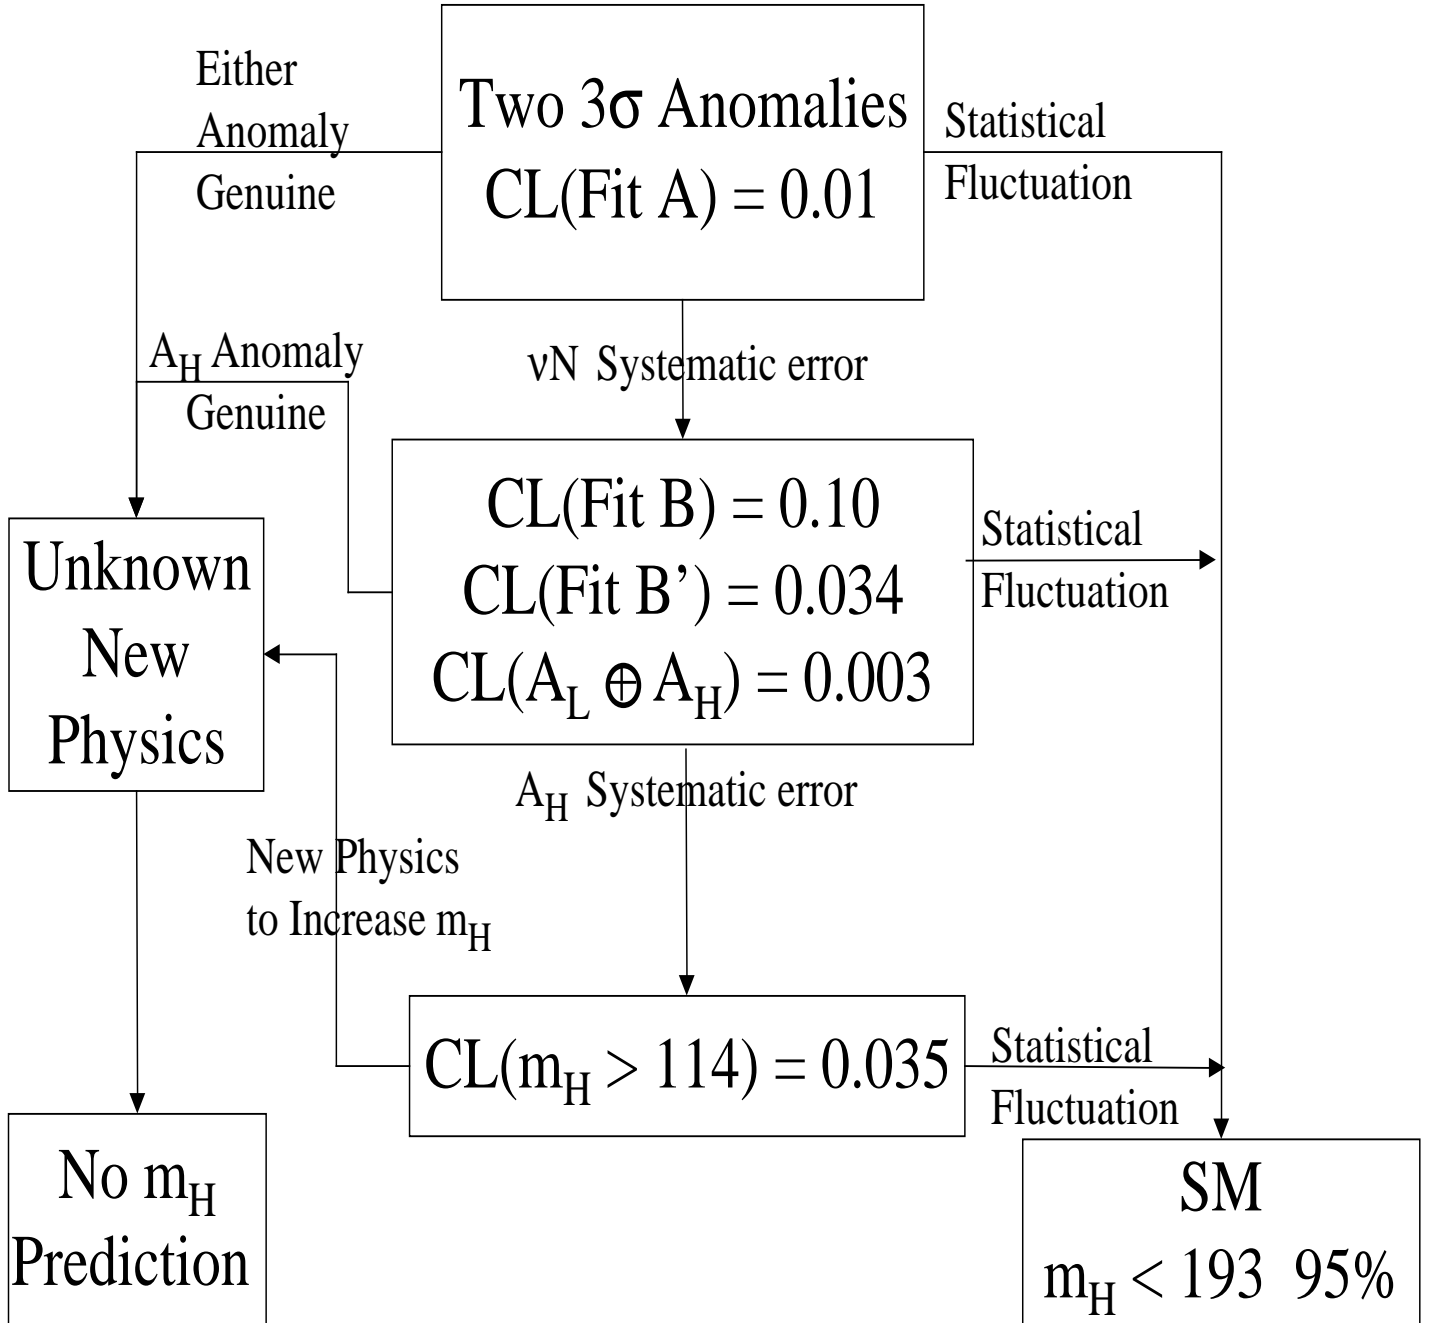 Either
Anomaly
Genuine
Two 3σ Anomalies
CL(Fit A) = 0.01
Statistical
Fluctuation
A_H Anomaly
Genuine
νN Systematic error
CL(Fit B) = 0.10
CL(Fit B’) = 0.034
CL(A_L ⊕ A_H) = 0.003
Statistical
Fluctuation
Unknown
New
Physics
A_H Systematic error
New Physics
to Increase m_H
CL(m_H > 114) = 0.035
Statistical
Fluctuation
No m_H
Prediction
SM
m_H < 193 95%